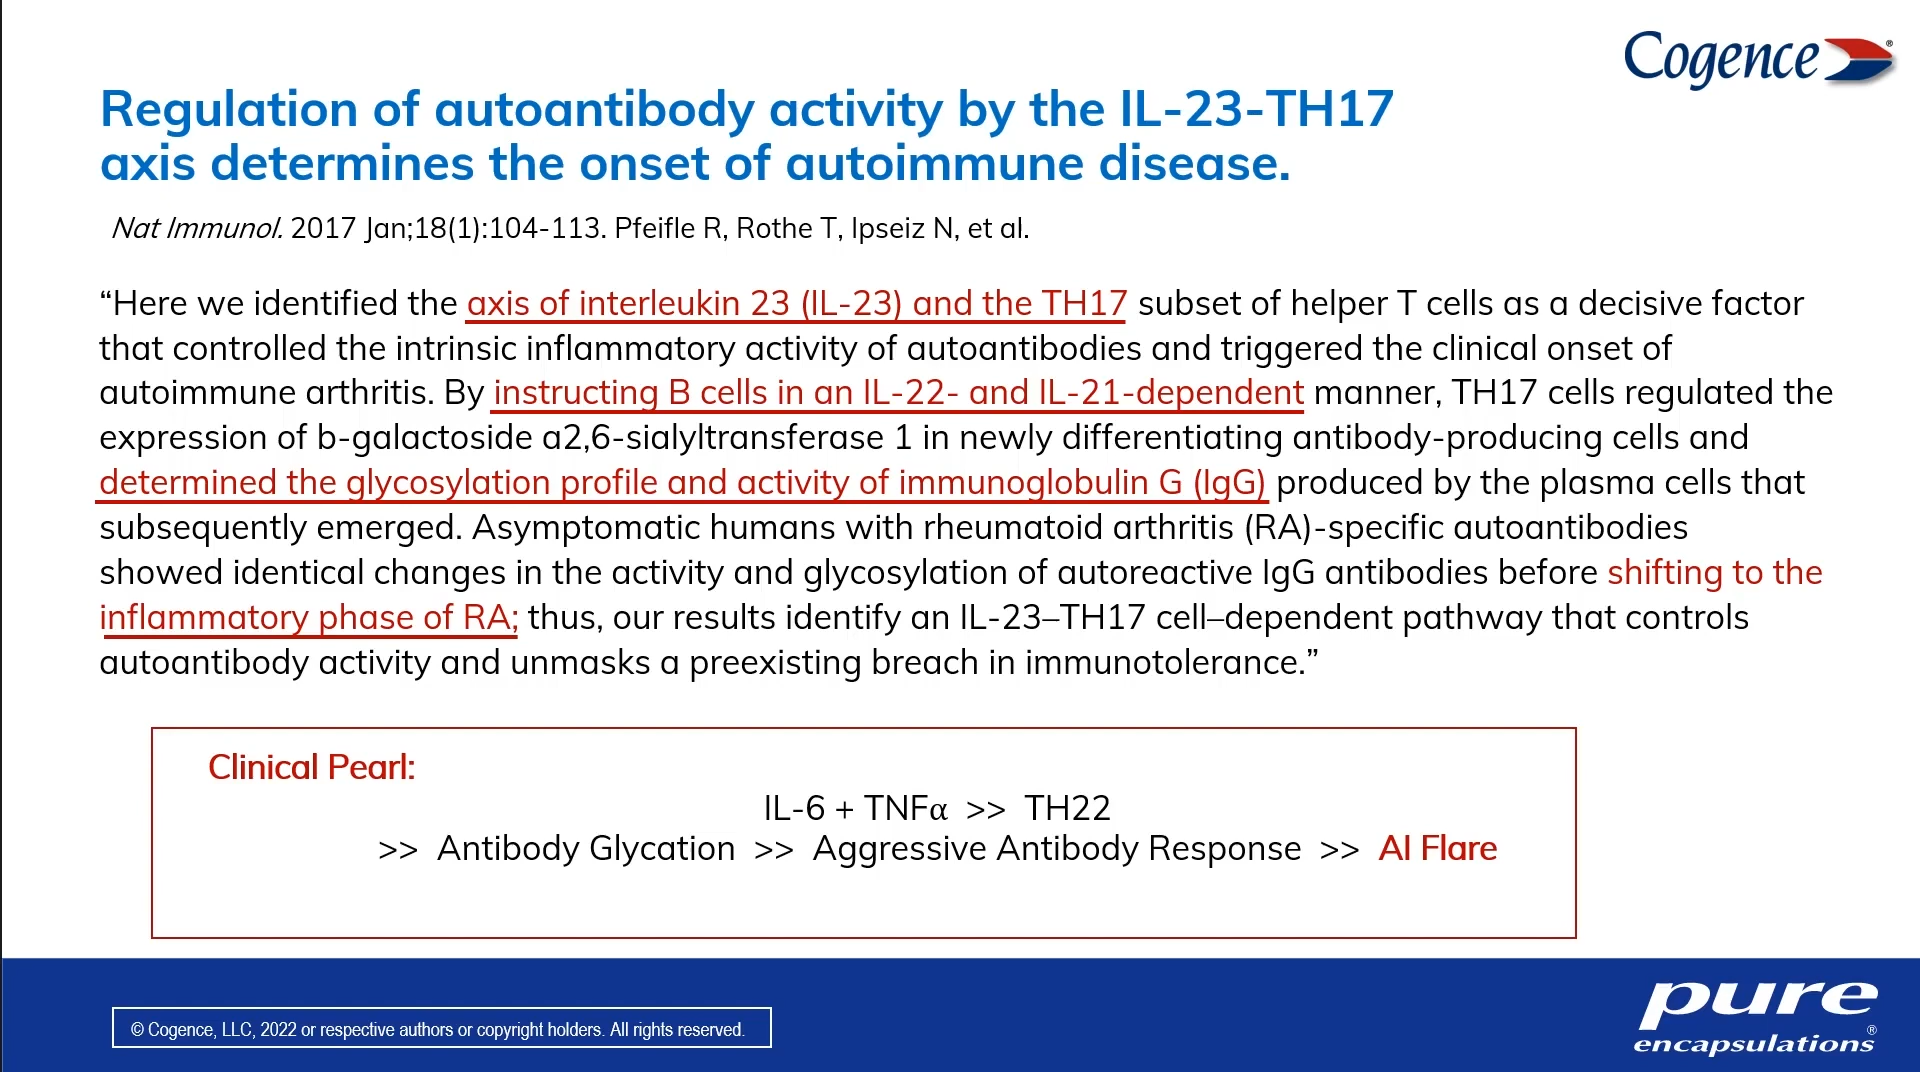 Cogence®
Regulation of autoantibody activity by the IL-23-TH17
axis determines the onset of autoimmune disease.
Nat Immunol. 2017 Jan;18(1):104-113. Pfeifle R, Rothe T, Ipseiz N, et al.
“Here we identified the axis of interleukin 23 (IL-23) and the TH17 subset of helper T cells as a decisive factor
that controlled the intrinsic inflammatory activity of autoantibodies and triggered the clinical onset of
autoimmune arthritis. By instructing B cells in an IL-22- and IL-21-dependent manner, TH17 cells regulated the
expression of b-galactoside α2,6-sialyltransferase 1 in newly differentiating antibody-producing cells and
determined the glycosylation profile and activity of immunoglobulin G (IgG) produced by the plasma cells that
subsequently emerged. Asymptomatic humans with rheumatoid arthritis (RA)-specific autoantibodies
showed identical changes in the activity and glycosylation of autoreactive IgG antibodies before shifting to the
inflammatory phase of RA; thus, our results identify an IL-23–TH17 cell–dependent pathway that controls
autoantibody activity and unmasks a preexisting breach in immunotolerance.”
Clinical Pearl:
IL-6 + TNFα >> TH22
>> Antibody Glycation >> Aggressive Antibody Response >> AI Flare
© Cogence, LLC, 2022 or respective authors or copyright holders. All rights reserved.
pure
encapsulations®